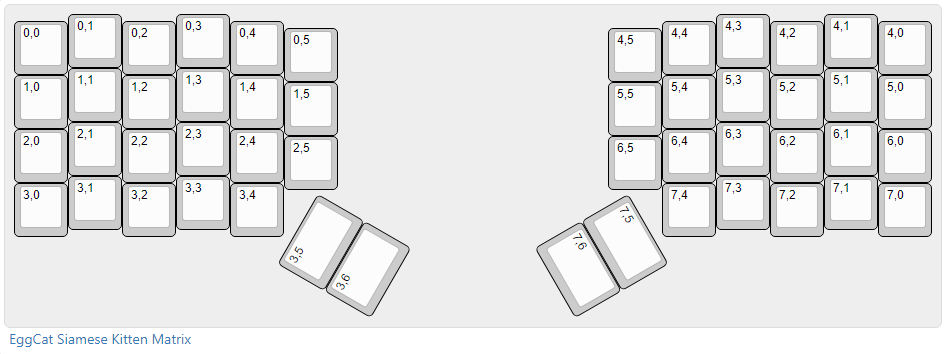 0,0 0,1 0,2 0,3 0,4 0,5 4,5 4,4 4,3 4,2 4,1 4,0
1,0 1,1 1,2 1,3 1,4 1,5 5,5 5,4 5,3 5,2 5,1 5,0
2,0 2,1 2,2 2,3 2,4 2,5 6,5 6,4 6,3 6,2 6,1 6,0
3,0 3,1 3,2 3,3 3,4 7,4 7,3 7,2 7,1 7,0
3,5 3,6 7,6 7,5
EggCat Siamese Kitten Matrix